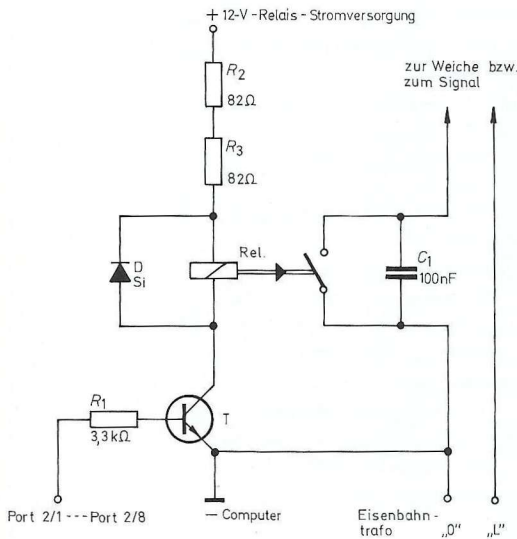 + 12-V-Relais-Stromversorgung
R2
82Ω
zur Weiche bzw.
zum Signal
R3
82Ω
D
Si
Rel.
C1
100nF
R1
3,3kΩ
T
Port 2/1 --- Port 2/8
– Computer
Eisenbahn-
trafo
„0"
„L"